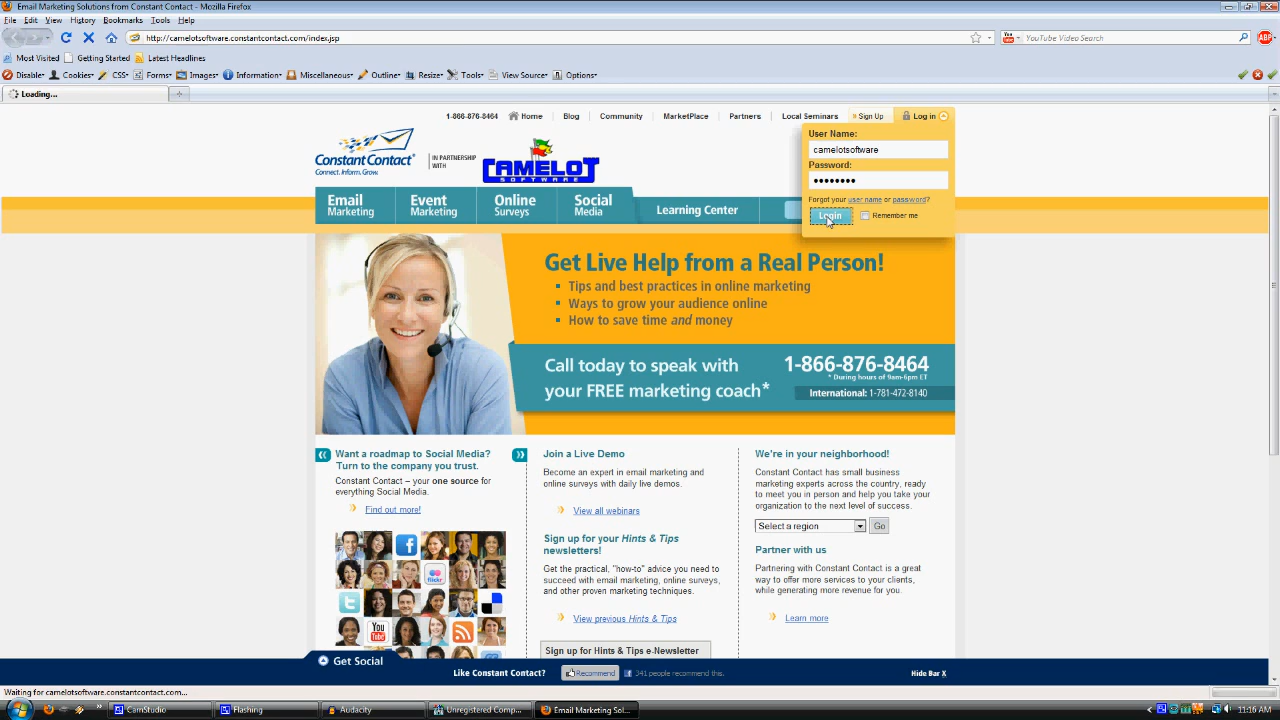 Email Marketing Solutions from Constant Contact - Mozilla Firefox
File Edit View History Bookmarks Tools Help
http://camelotsoftware.constantcontact.com/index.jsp
YouTube Video Search
ABP
Most Visited Getting Started Latest Headlines
Disable Cookies CSS Forms Images Information Miscellaneous Outline Resize Tools View Source Options
Loading...
1-866-876-8464 Home Blog Community MarketPlace Partners Local Seminars Sign Up Log in
User Name:
camelotsoftware
Password:
Forgot your user name or password?
Login Remember me
Constant Contact®
Connect. Inform. Grow.
IN PARTNERSHIP
WITH
CAMELOT
SOFTWARE
Email
Marketing
Event
Marketing
Online
Surveys
Social
Media
Learning Center
Get Live Help from a Real Person!
Tips and best practices in online marketing
Ways to grow your audience online
How to save time and money
Call today to speak with
your FREE marketing coach*
1-866-876-8464
* During hours of 9am-6pm ET
International: 1-781-472-8140
Want a roadmap to Social Media?
Turn to the company you trust.
Constant Contact – your one source for
everything Social Media.
Find out more!
flickr
You
Tube
Join a Live Demo
Become an expert in email marketing and
online surveys with daily live demos.
View all webinars
Sign up for your Hints & Tips
newsletters!
Get the practical, "how-to" advice you need to
succeed with email marketing, online surveys,
and other proven marketing techniques.
View previous Hints & Tips
Sign up for Hints & Tips e-Newsletter
We're in your neighborhood!
Constant Contact has small business
marketing experts across the country, ready
to meet you in person and help you take your
organization to the next level of success.
Select a region Go
Partner with us
Partnering with Constant Contact is a great
way to offer more services to your clients,
while generating more revenue for you.
Learn more
Get Social
Like Constant Contact? Recommend 341 people recommend this. Hide Bar X
Waiting for camelotsoftware.constantcontact.com...
CamStudio Flashing Audacity Unregistered Comp... Email Marketing Sol... 11:16 AM